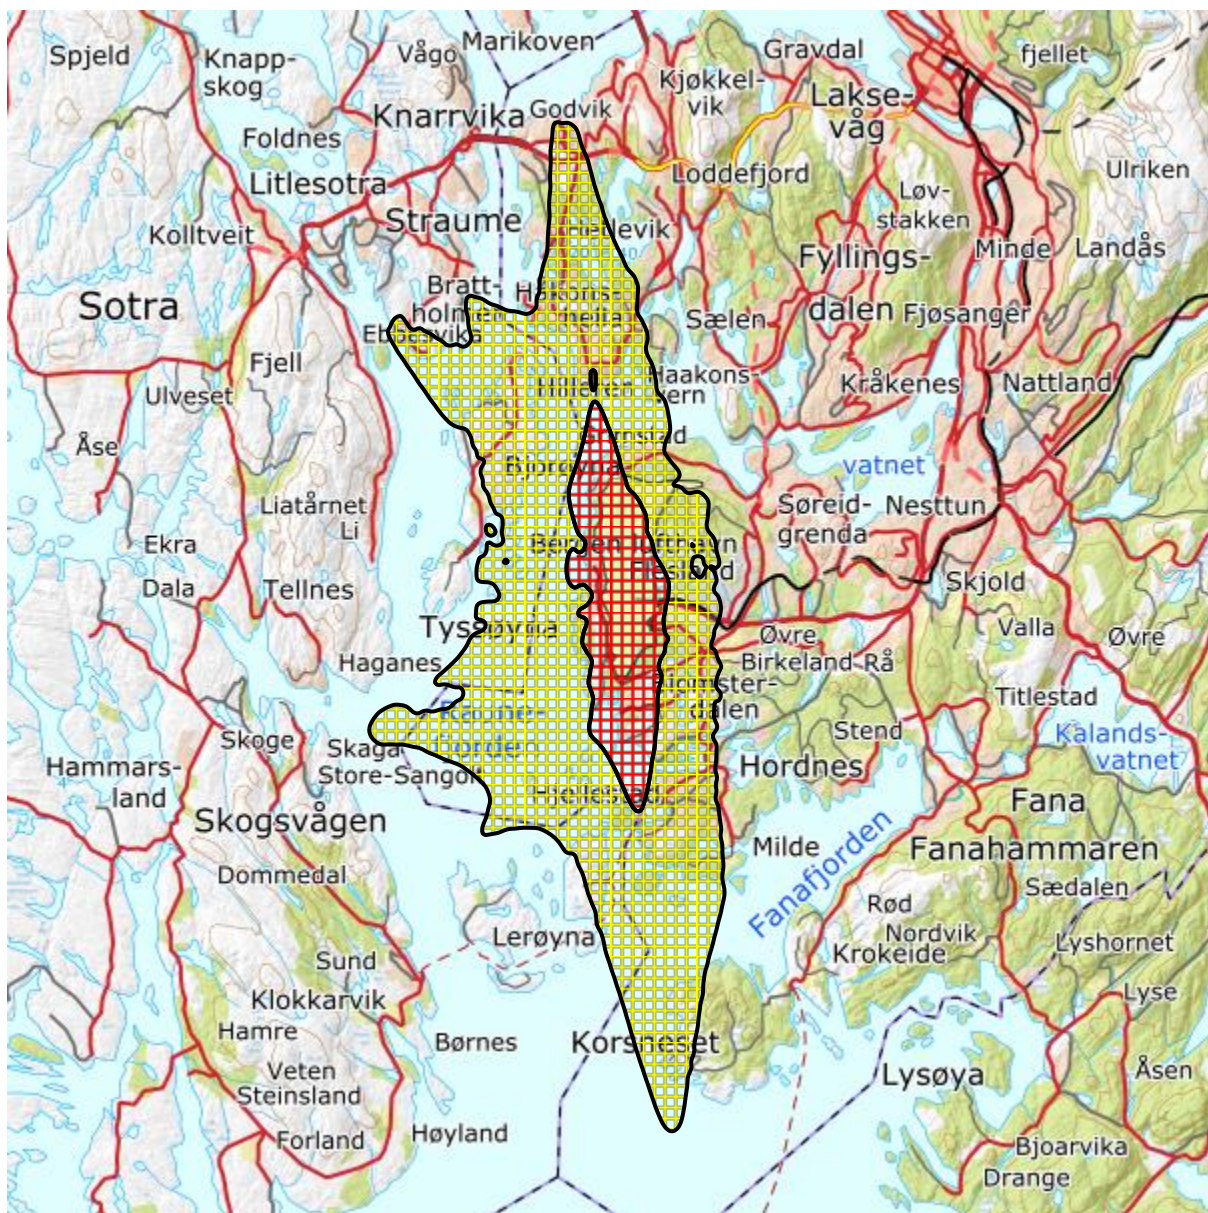 Marikoven
Gravdal
Spjeld
Vågo
fjellet
Knapp-
skog
Kjøkkel-
vik
Lakse-
våg
Godvik
Knarrvika
Foldnes
Ulriken
Loddefjord
Litlesotra
Løv-
stakken
Straume
Kolltveit
Minde
Landås
Fyllings-
dalen
Bratt-
Sotra
Sælen
Fjøsanger
Fjell
Haakons-
vern
Kråkenes
Nattland
Ulveset
Åse
vatnet
Liatårnet
Li
Søreid-
grenda
Nesttun
Ekra
Dala
Tellnes
Skjold
Tyssøyna
Øvre
Valla
Øvre
Haganes
Birkeland
Rå
Titlestad
Stend
Kalands-
vatnet
Skoge
Skaga
Store-Sangolt
Hammars-
land
Hordnes
Fana
Skogsvågen
Milde
Fanahammaren
Fanafjorden
Dommedal
Sædalen
Rød
Nordvik
Krokeide
Lyshornet
Lerøyna
Sund
Klokkarvik
Lyse
Hamre
Børnes
Korsneset
Veten
Steinsland
Lysøya
Åsen
Forland
Høyland
Bjoarvika
Drange